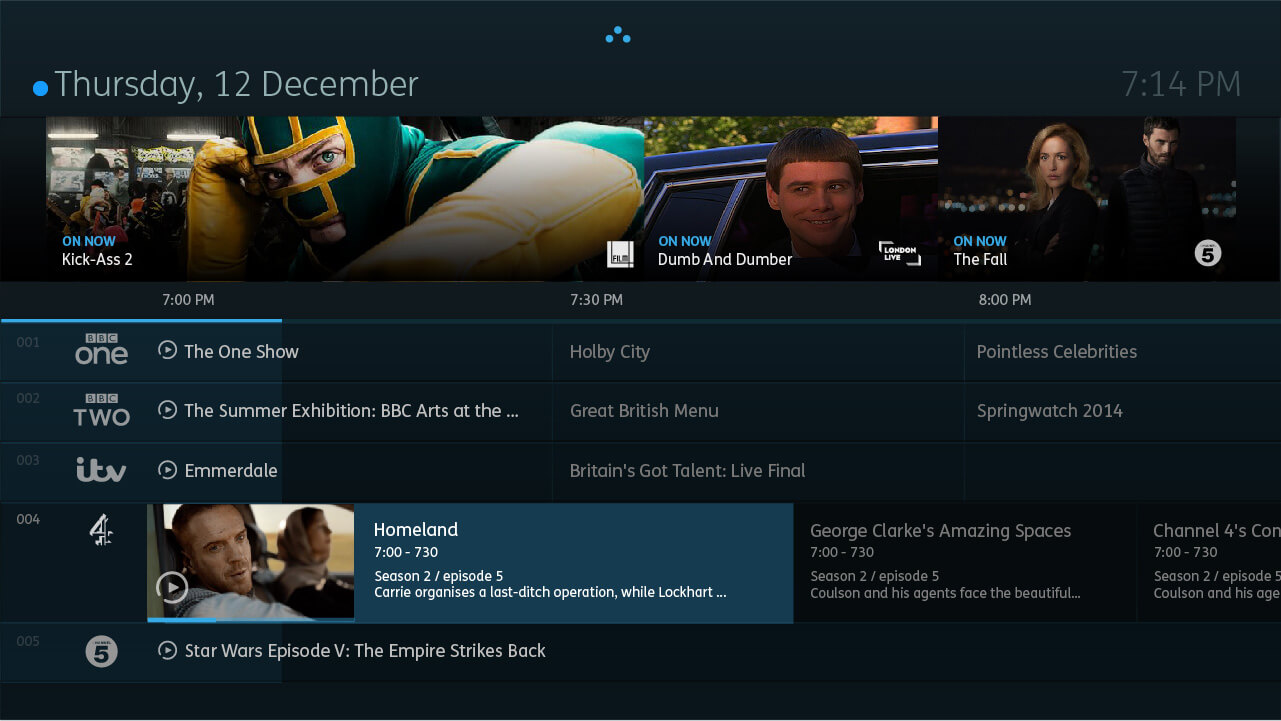 Thursday, 12 December
7:14 PM
ON NOW
Kick-Ass 2
FILM
ON NOW
Dumb And Dumber
LONDON
LIVE
ON NOW
The Fall
5
7:00 PM
7:30 PM
8:00 PM
001
BBC
one
The One Show
Holby City
Pointless Celebrities
002
BBC
TWO
The Summer Exhibition: BBC Arts at the ...
Great British Menu
Springwatch 2014
003
itv
Emmerdale
Britain's Got Talent: Live Final
004
4
Homeland
7:00 - 730
Season 2 / episode 5
Carrie organises a last-ditch operation, while Lockhart ...
George Clarke's Amazing Spaces
7:00 - 730
Season 2 / episode 5
Coulson and his agents face the beautiful...
Channel 4's Con
7:00 - 730
Season 2 / episode 5
Coulson and his age
005
5
Star Wars Episode V: The Empire Strikes Back